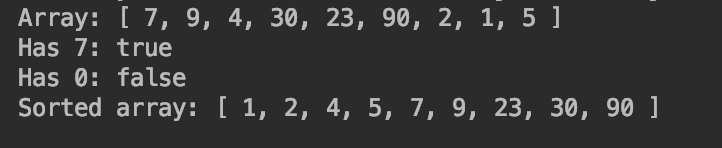 Array: [ 7, 9, 4, 30, 23, 90, 2, 1, 5 ]
Has 7: true
Has 0: false
Sorted array: [ 1, 2, 4, 5, 7, 9, 23, 30, 90 ]